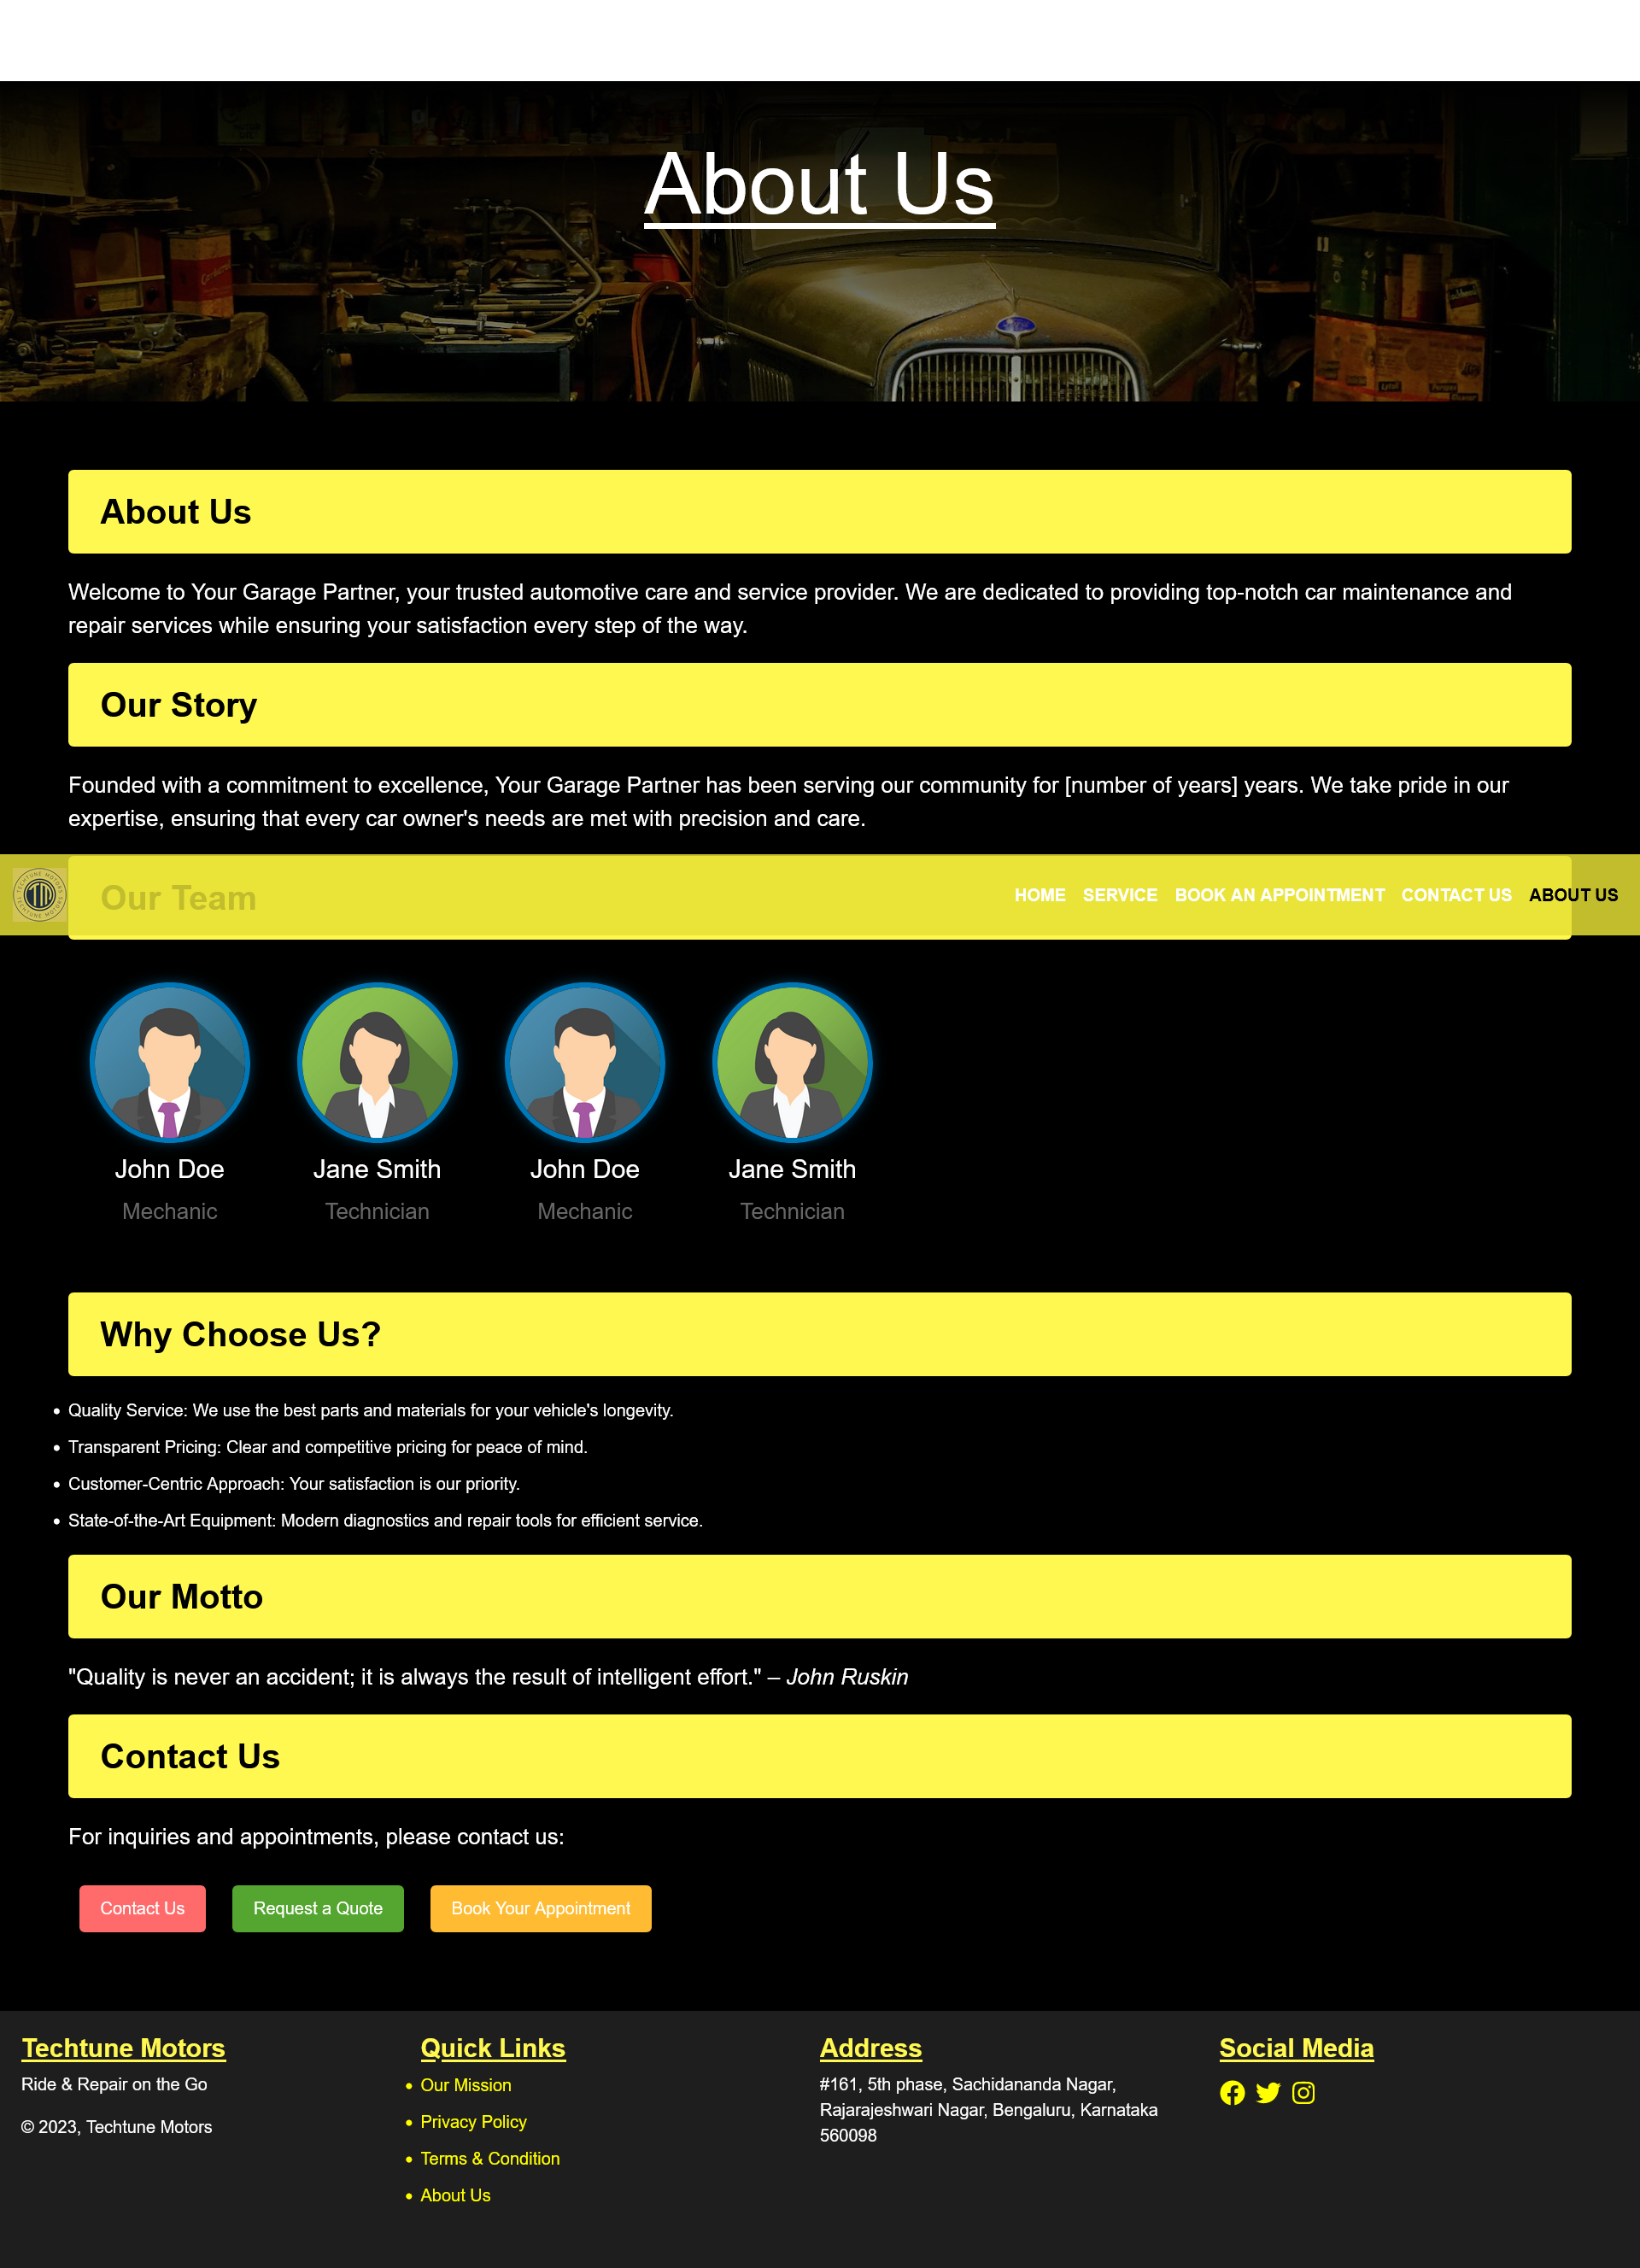 About Us
About Us
Welcome to Your Garage Partner, your trusted automotive care and service provider. We are dedicated to providing top-notch car maintenance and
repair services while ensuring your satisfaction every step of the way.
Our Story
Founded with a commitment to excellence, Your Garage Partner has been serving our community for [number of years] years. We take pride in our
expertise, ensuring that every car owner's needs are met with precision and care.
TECHTUNE MOTORS
TM
TECHTUNE MOTORS
Our Team
HOME SERVICE BOOK AN APPOINTMENT CONTACT US ABOUT US
John Doe Jane Smith John Doe Jane Smith
Mechanic Technician Mechanic Technician
Why Choose Us?
• Quality Service: We use the best parts and materials for your vehicle's longevity.
• Transparent Pricing: Clear and competitive pricing for peace of mind.
• Customer-Centric Approach: Your satisfaction is our priority.
• State-of-the-Art Equipment: Modern diagnostics and repair tools for efficient service.
Our Motto
"Quality is never an accident; it is always the result of intelligent effort." – John Ruskin
Contact Us
For inquiries and appointments, please contact us:
Contact Us Request a Quote Book Your Appointment
Techtune Motors
Ride & Repair on the Go
© 2023, Techtune Motors
Quick Links
• Our Mission
• Privacy Policy
• Terms & Condition
• About Us
Address
#161, 5th phase, Sachidananda Nagar,
Rajarajeshwari Nagar, Bengaluru, Karnataka
560098
Social Media